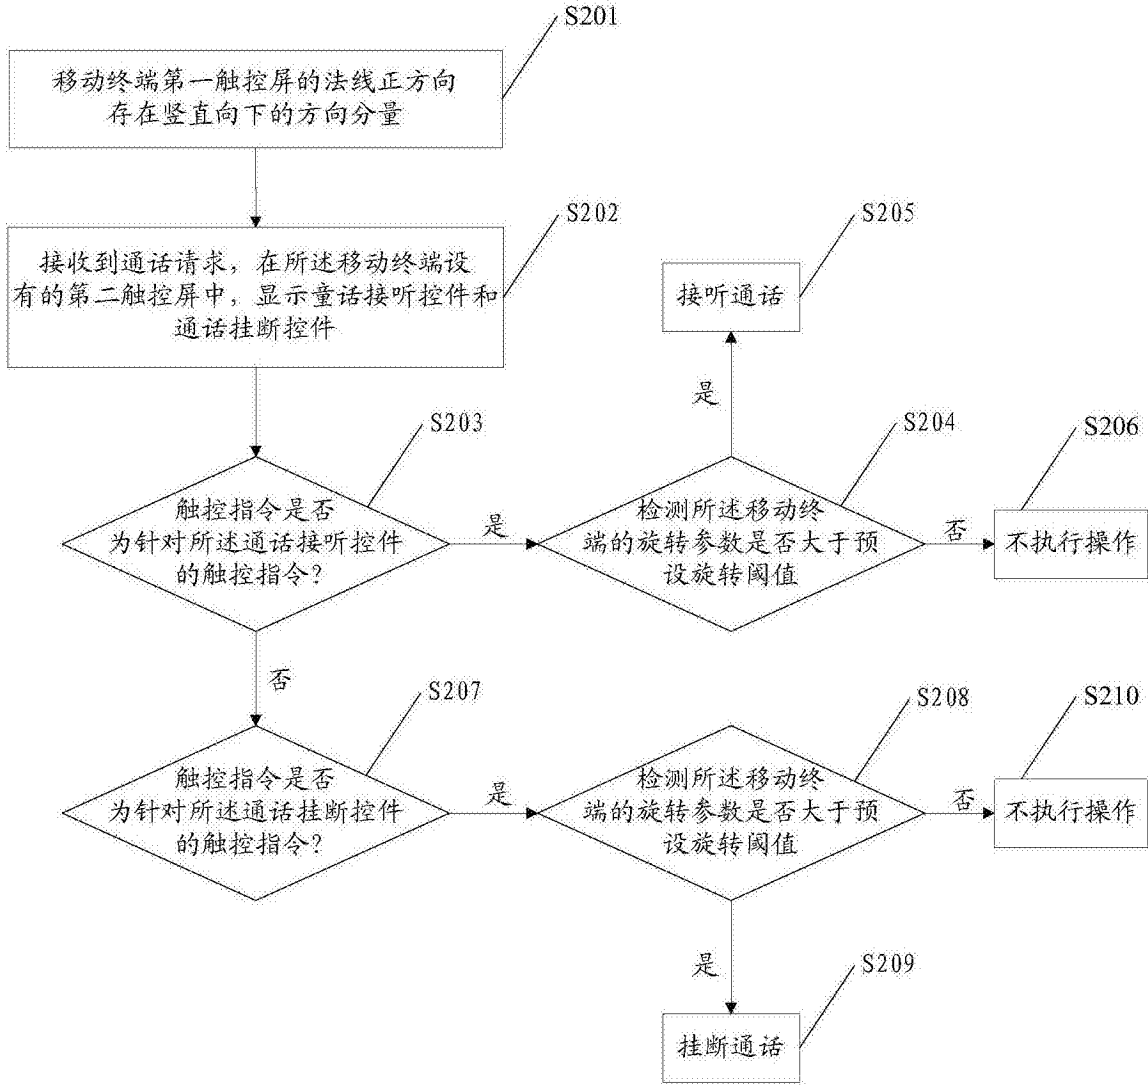 S201
移动终端第一触控屏的法线正方向
存在竖直向下的方向分量
S202
接收到通话请求，在所述移动终端设
有的第二触控屏中，显示童话接听控件和
通话挂断控件
S205
接听通话
是
S203
触控指令是否
为针对所述通话接听控件
的触控指令？
是
S204
检测所述移动终
端的旋转参数是否大于预
设旋转阈值
否
S206
不执行操作
否
S207
触控指令是否
为针对所述通话挂断控件
的触控指令？
是
S208
检测所述移动终
端的旋转参数是否大于预
设旋转阈值
否
S210
不执行操作
是
S209
挂断通话